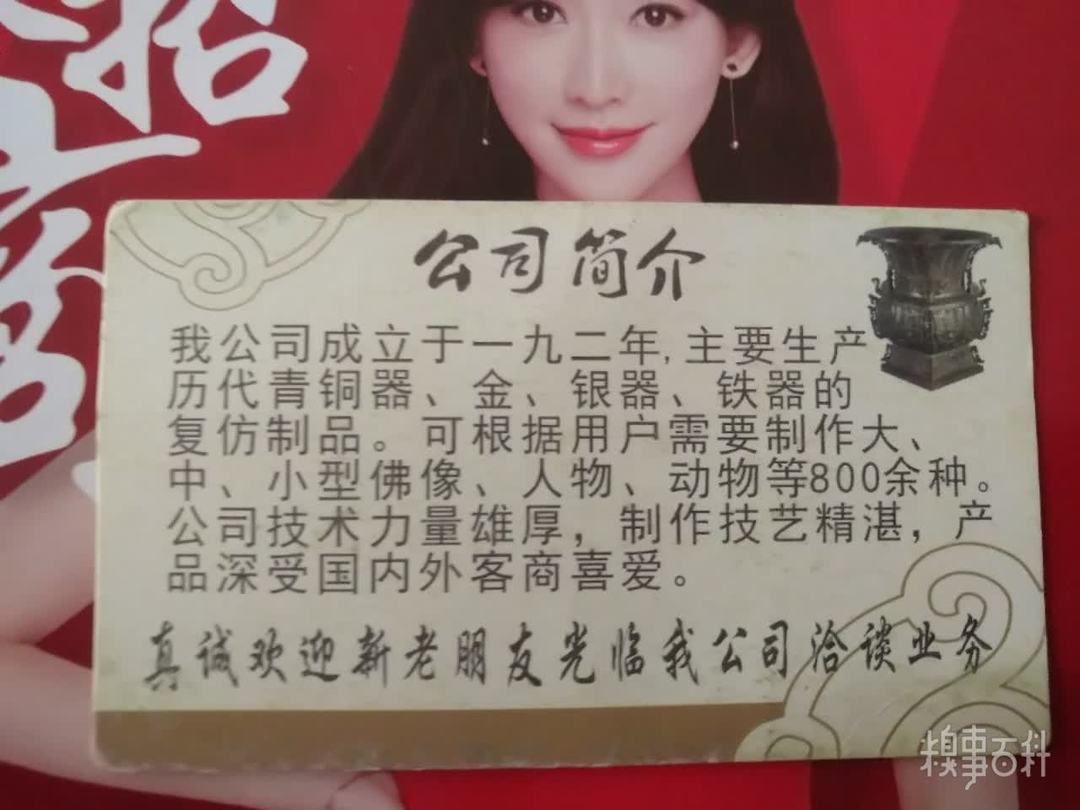 招
商
公司简介
我公司成立于一九二年,主要生产
历代青铜器、金、银器、铁器的
复仿制品。可根据用户需要制作大、
中、小型佛像、人物、动物等800余种。
公司技术力量雄厚，制作技艺精湛，产
品深受国内外客商喜爱。
真诚欢迎新老朋友光临我公司洽谈业务
糗事百科